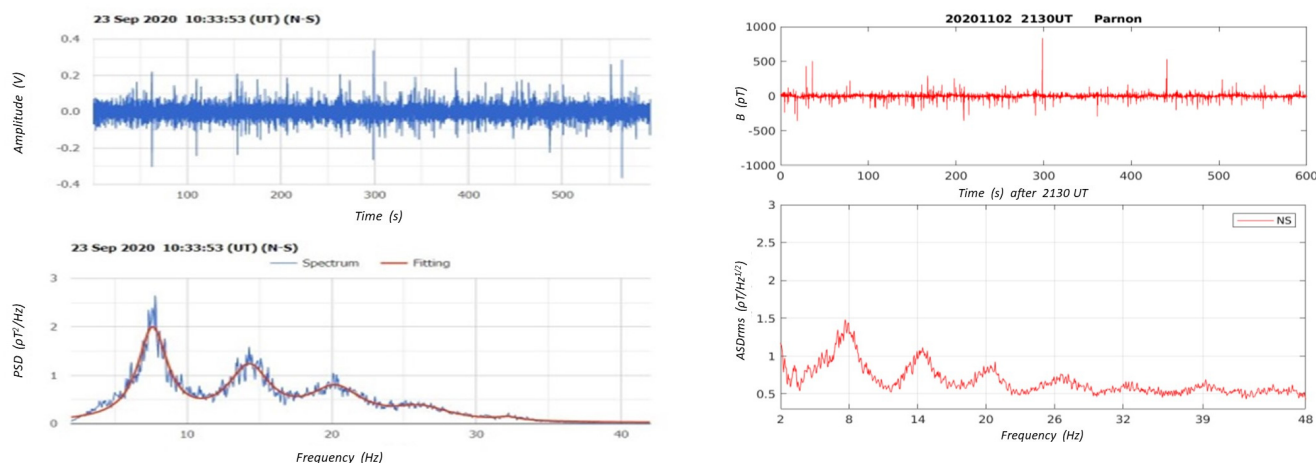 23 Sep 2020 10:33:53 (UT) (N-S)
Amplitude (V)
0.4
0.2
0.0
-0.2
-0.4
100 200 300 400 500
Time (s)
23 Sep 2020 10:33:53 (UT) (N-S)
Spectrum Fitting
PSD (pT²/Hz)
3
2
1
0
10 20 30 40
Frequency (Hz)
20201102 2130UT Parnon
B (pT)
1000
500
0
-500
-1000
0 100 200 300 400 500 600
Time (s) after 2130 UT
NS
ASDrms (pT/Hz^1/2)
3
2.5
2
1.5
1
0.5
2 8 14 20 26 32 39 48
Frequency (Hz)